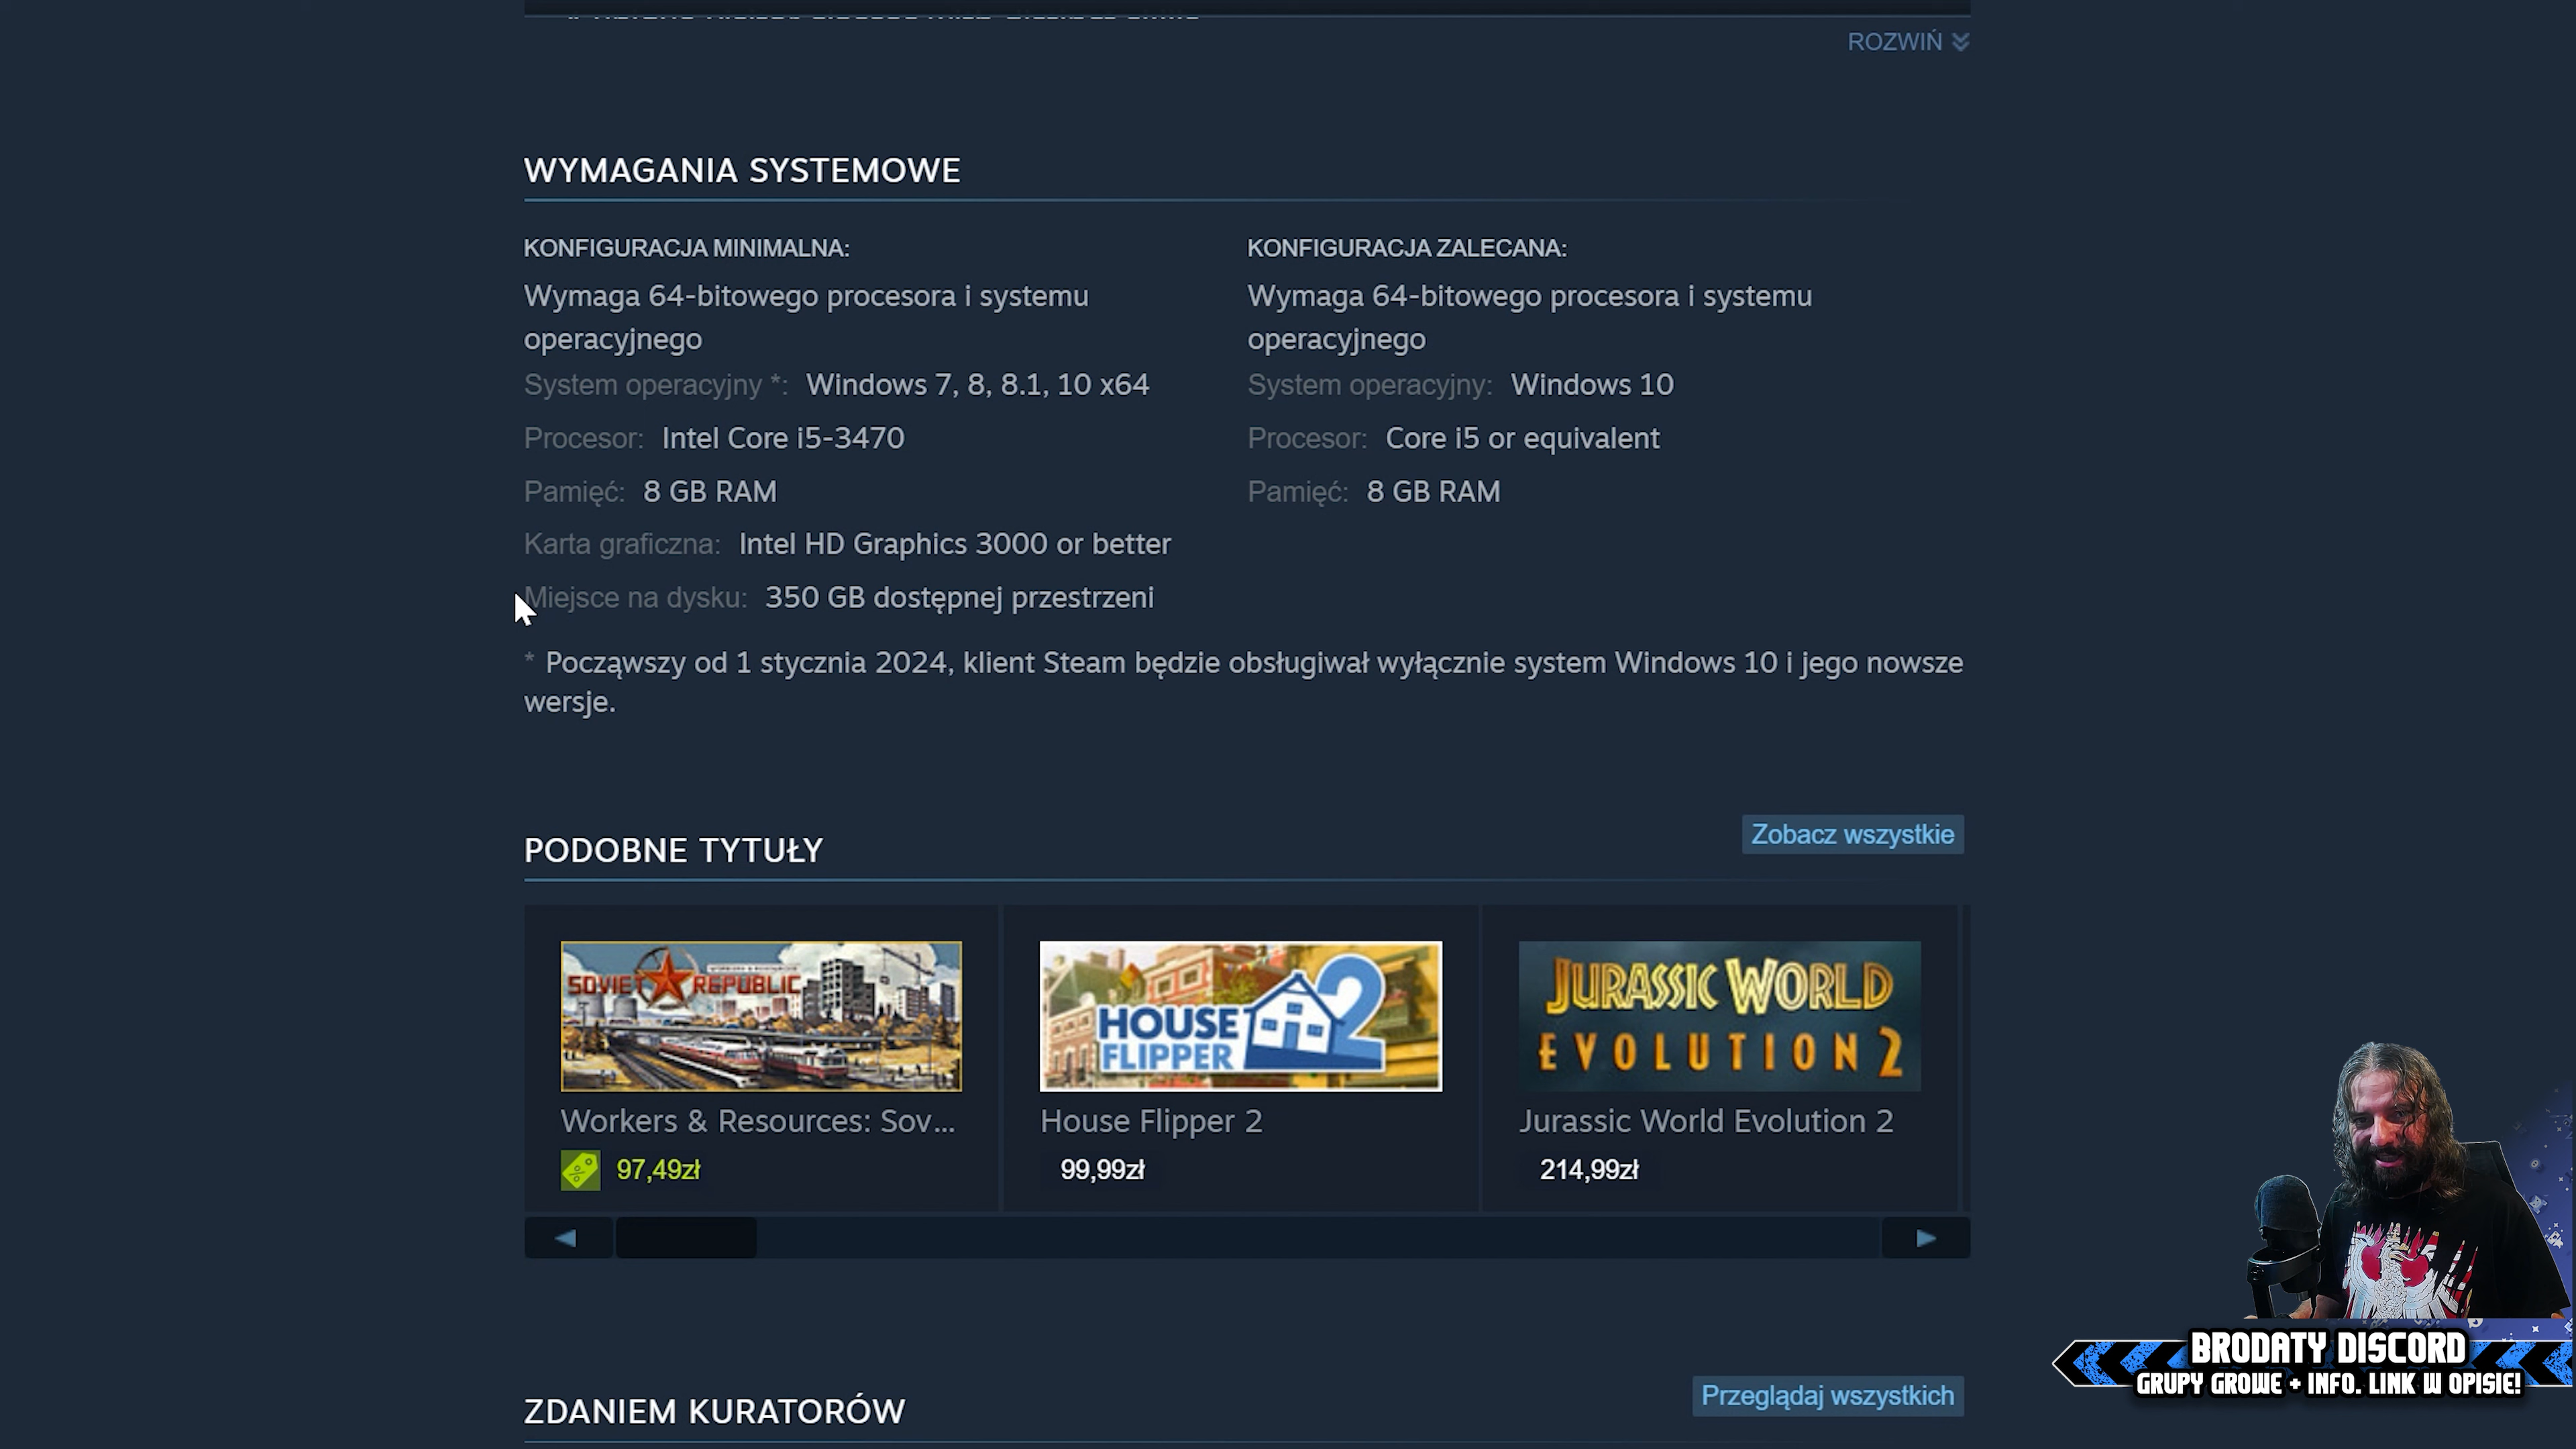 ROZWIŃ
WYMAGANIA SYSTEMOWE
KONFIGURACJA MINIMALNA:
Wymaga 64-bitowego procesora i systemu
operacyjnego
System operacyjny *: Windows 7, 8, 8.1, 10 x64
Procesor: Intel Core i5-3470
Pamięć: 8 GB RAM
Karta graficzna: Intel HD Graphics 3000 or better
Miejsce na dysku: 350 GB dostępnej przestrzeni
KONFIGURACJA ZALECANA:
Wymaga 64-bitowego procesora i systemu
operacyjnego
System operacyjny: Windows 10
Procesor: Core i5 or equivalent
Pamięć: 8 GB RAM
* Począwszy od 1 stycznia 2024, klient Steam będzie obsługiwał wyłącznie system Windows 10 i jego nowsze
wersje.
PODOBNE TYTUŁY
Zobacz wszystkie
SOVIET REPUBLIC
Workers & Resources: Sov...
97,49zł
HOUSE
FLIPPER 2
House Flipper 2
99,99zł
JURASSIC WORLD
EVOLUTION 2
Jurassic World Evolution 2
214,99zł
ZDANIEM KURATORÓW
Przeglądaj wszystkich
BRODATY DISCORD
GRUPY GROWE + INFO. LINK W OPISIE!